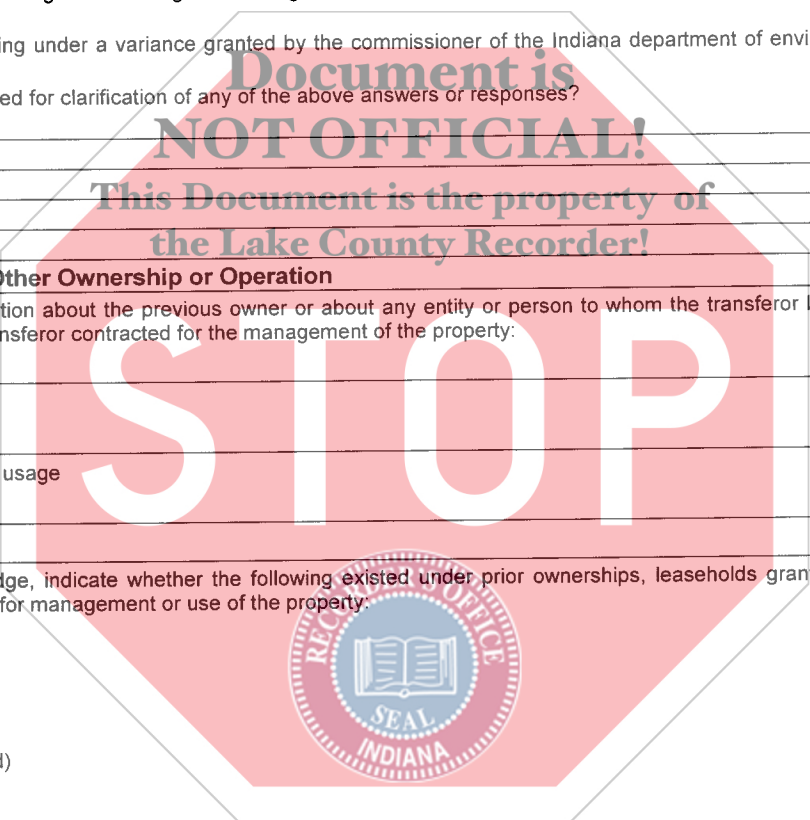 ing under a variance granted by the commissioner of the Indiana department of envi
Document is
ed for clarification of any of the above answers or responses?
NOT OFFICIAL!
This Document is the property of
the Lake County Recorder!
Other Ownership or Operation
tion about the previous owner or about any entity or person to whom the transferor
nsferor contracted for the management of the property:
STOP
usage
dge, indicate whether the following existed under prior ownerships, leaseholds gran
for management or use of the property:
RECORDER'S OFFICE
SEAL
INDIANA
d)